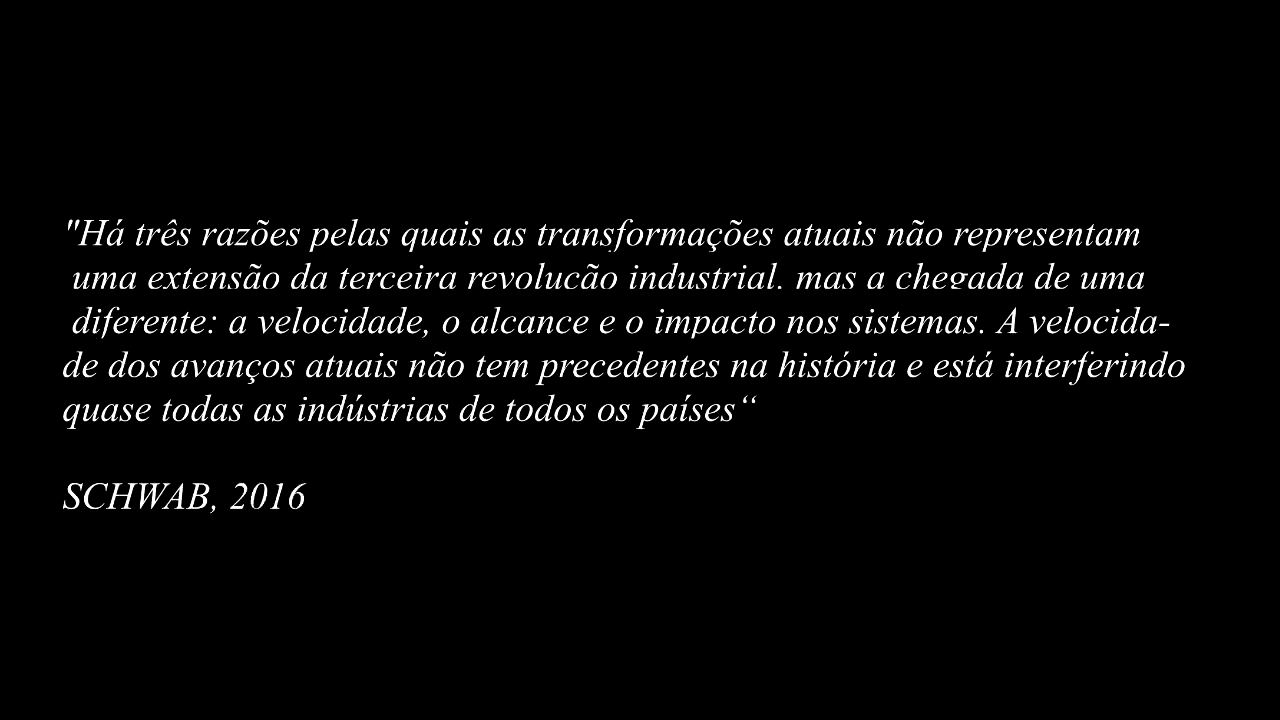 "Há três razões pelas quais as transformações atuais não representam
uma extensão da terceira revolução industrial, mas a chegada de uma
diferente: a velocidade, o alcance e o impacto nos sistemas. A velocida-
de dos avanços atuais não tem precedentes na história e está interferindo
quase todas as indústrias de todos os países“
SCHWAB, 2016